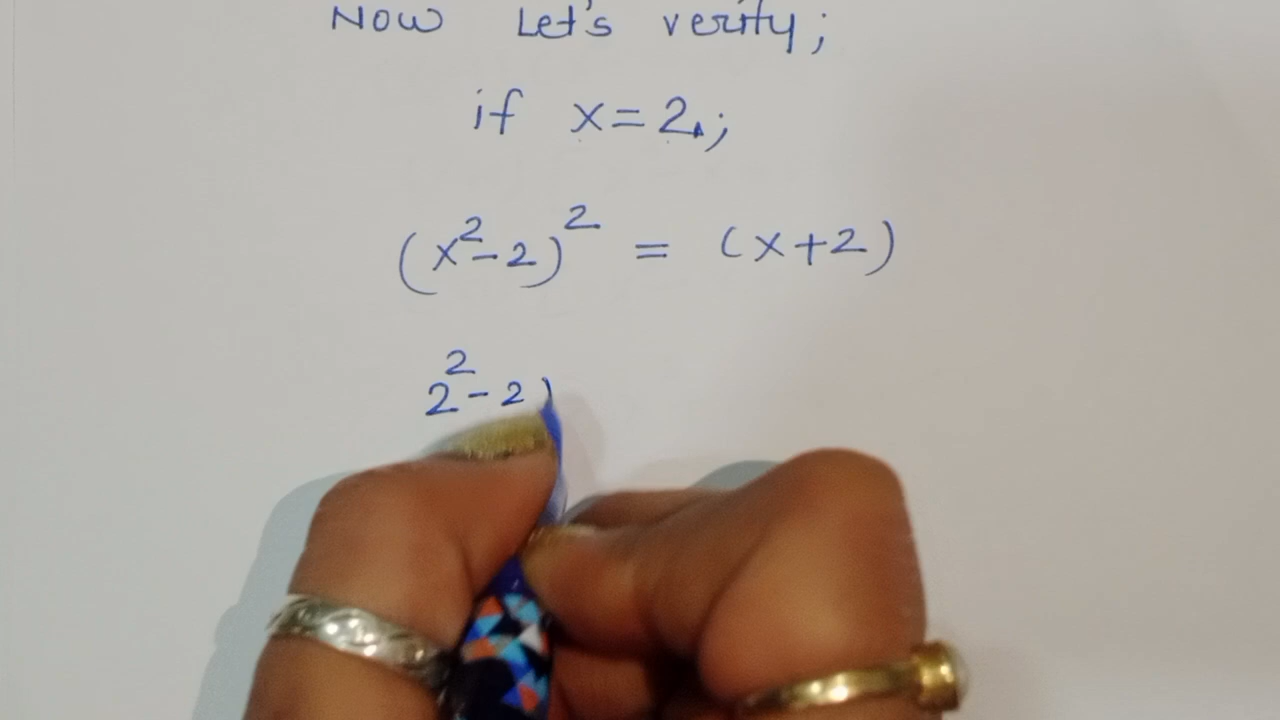 Now Let's verify;
if x=2;
(x²-2)² = (x+2)
2²-2)